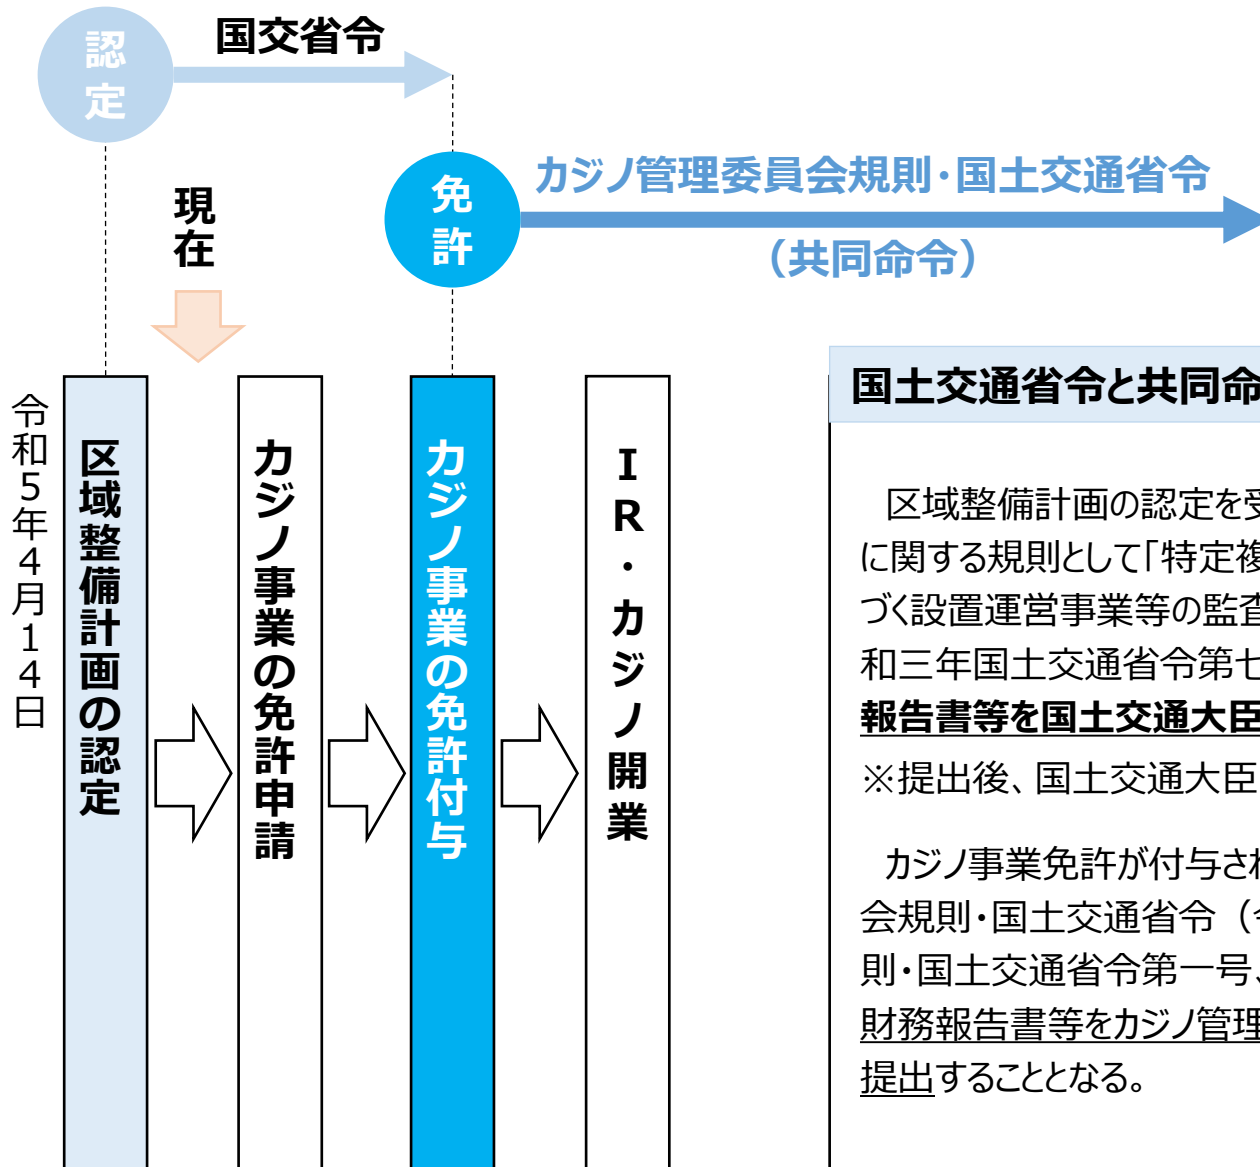 認定
国交省令
免許
カジノ管理委員会規則・国土交通省令
（共同命令）
現在
令和5年4月14日
区域整備計画の認定
カジノ事業の免許申請
カジノ事業の免許付与
IR・カジノ開業
国土交通省令と共同命
区域整備計画の認定を受
に関する規則として「特定複
づく設置運営事業等の監査
和三年国土交通省令第七
報告書等を国土交通大臣
※提出後、国土交通大臣
カジノ事業免許が付与され
会規則・国土交通省令（令
則・国土交通省令第一号、
財務報告書等をカジノ管理
提出することとなる。